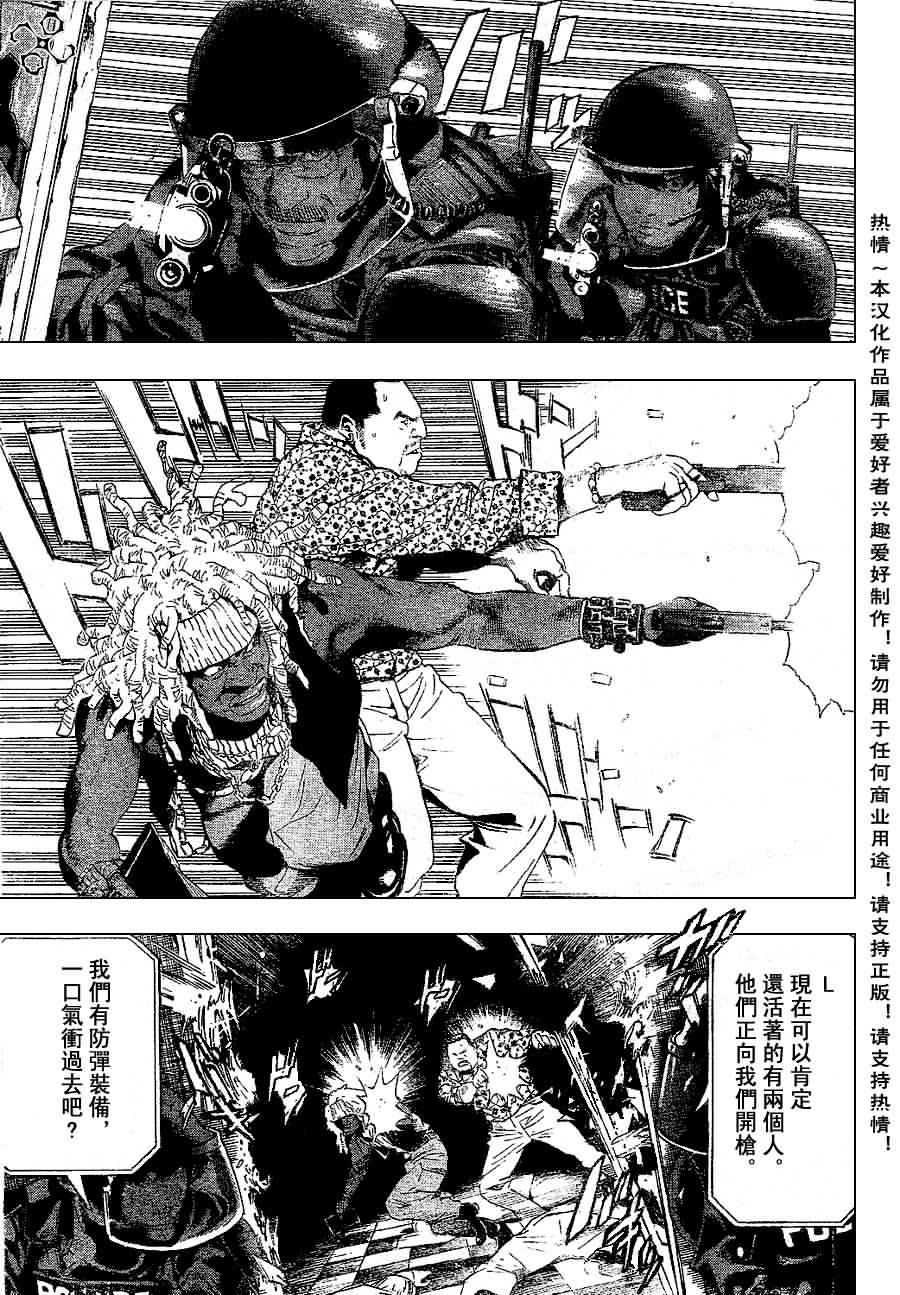 CE
L
現在可以肯定
還活著的有兩個人。
他們正向我們開槍。
我們有防彈裝備，
一口氣衝過去吧？
热情～本汉化作品属于爱好者兴趣爱好制作！请勿用于任何商业用途！请支持正版！请支持热情！